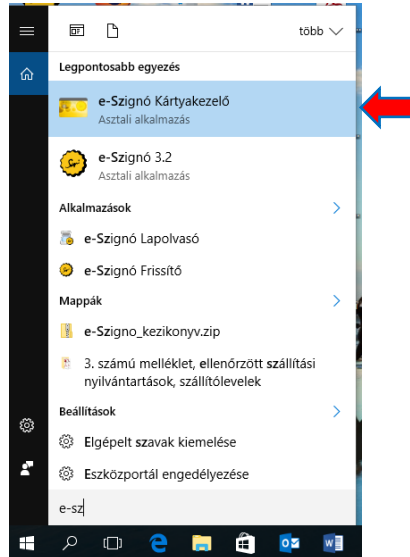 több
Legpontosabb egyezés
e-Szignó Kártyakezelő
Asztali alkalmazás
e-Szignó 3.2
Asztali alkalmazás
Alkalmazások
e-Szignó Lapolvasó
e-Szignó Frissítő
Mappák
e-Szigno_kezikonyv.zip
3. számú melléklet, ellenőrzött szállítási
nyilvántartások, szállítólevelek
Beállítások
Elgépelt szavak kiemelése
Eszközportál engedélyezése
e-sz